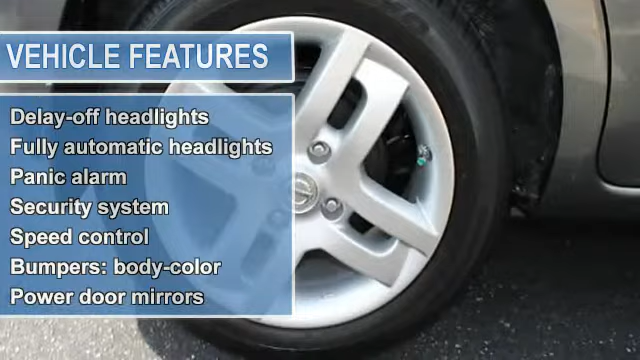 VEHICLE FEATURES
Delay-off headlights
Fully automatic headlights
Panic alarm
Security system
Speed control
Bumpers: body-color
Power door mirrors